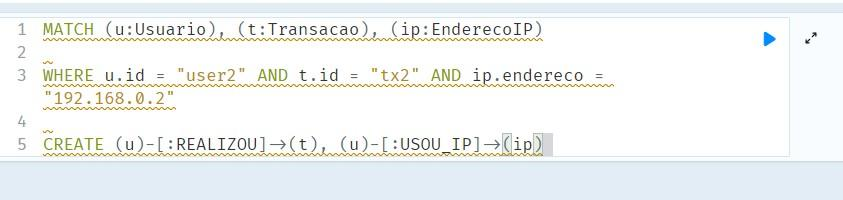 1 MATCH (u:Usuario), (t:Transacao), (ip:EnderecoIP)
2
3 WHERE u.id = "user2" AND t.id = "tx2" AND ip.endereco =
"192.168.0.2"
4
5 CREATE (u)-[:REALIZOU]->(t), (u)-[:USOU_IP]->(ip)